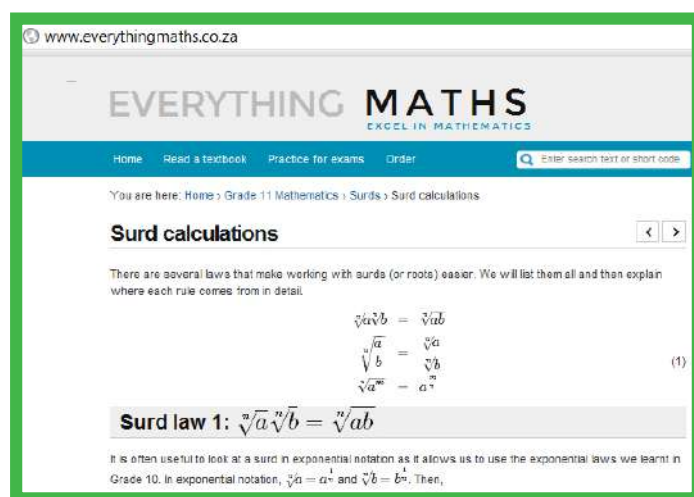 www.everythingmaths.co.za
EVERYTHING MATHS
EXCEL IN MATHEMATICS
Home Read a textbook Practice for exams Order Enter search text or short code
You are here: Home › Grade 11 Mathematics › Surds › Surd calculations
Surd calculations
There are several laws that make working with surds (or roots) easier. We will list them all and then explain
where each rule comes from in detail.
ⁿ√a ⁿ√b = ⁿ√ab
ⁿ√(a/b) = ⁿ√a / ⁿ√b (1)
ⁿ√aᵐ = a^(m/n)
Surd law 1: ⁿ√a ⁿ√b = ⁿ√ab
It is often useful to look at a surd in exponential notation as it allows us to use the exponential laws we learnt in
Grade 10. In exponential notation, ⁿ√a = a^(1/n) and ⁿ√b = b^(1/n). Then,